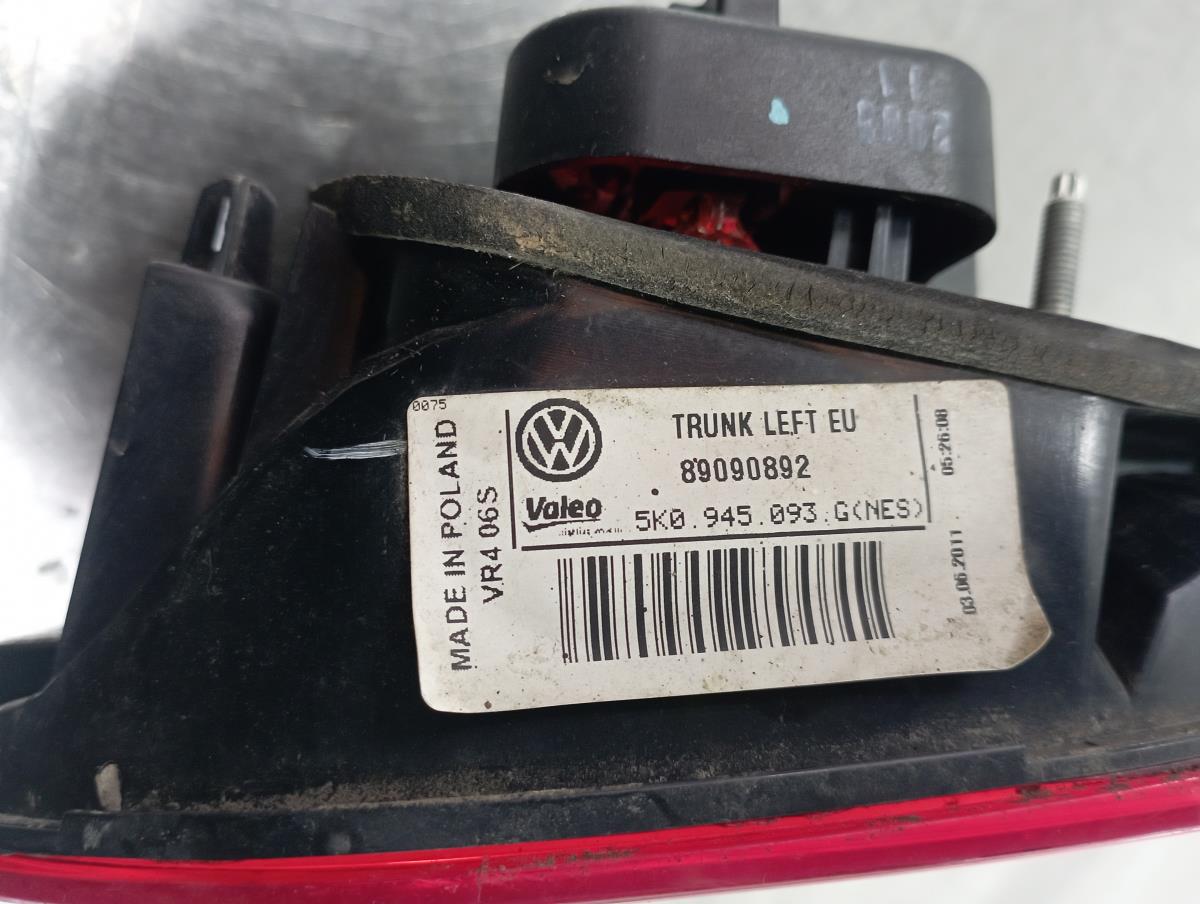 0075
TRUNK LEFT EU
89090892
Valeo
5K0.945.093.G(NES)
MADE IN POLAND
VR4 06S
05:26:08
03.06.2011